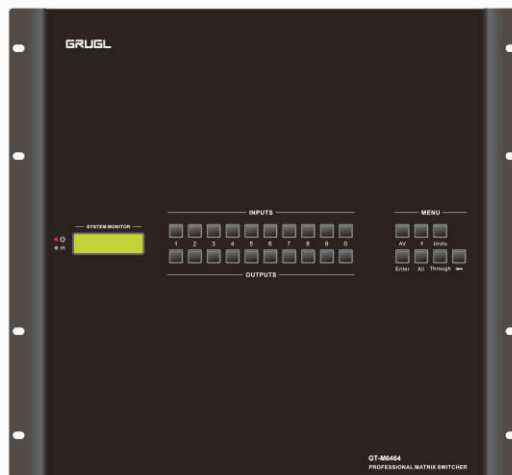 GRUGL
SYSTEM MONITOR
INPUTS
1 2 3 4 5 6 7 8 9 0
OUTPUTS
MENU
AV Undo
Enter All Through ←
GT-M6464
PROFESSIONAL MATRIX SWITCHER